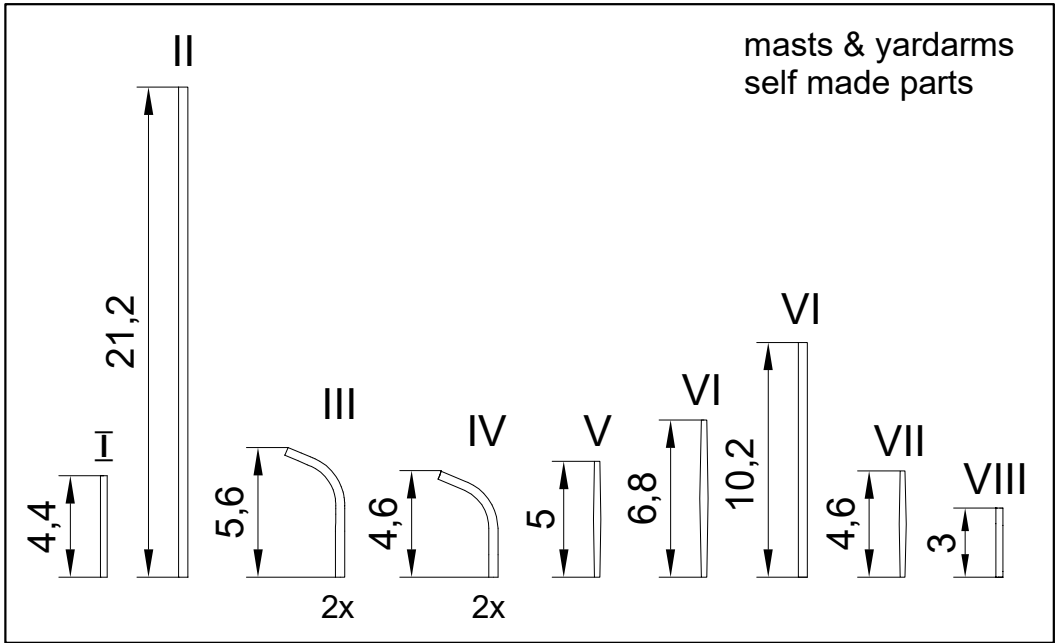 masts & yardarms
self made parts
I
4,4
II
21,2
III
5,6
2x
IV
4,6
2x
V
5
VI
6,8
VI
10,2
VII
4,6
VIII
3